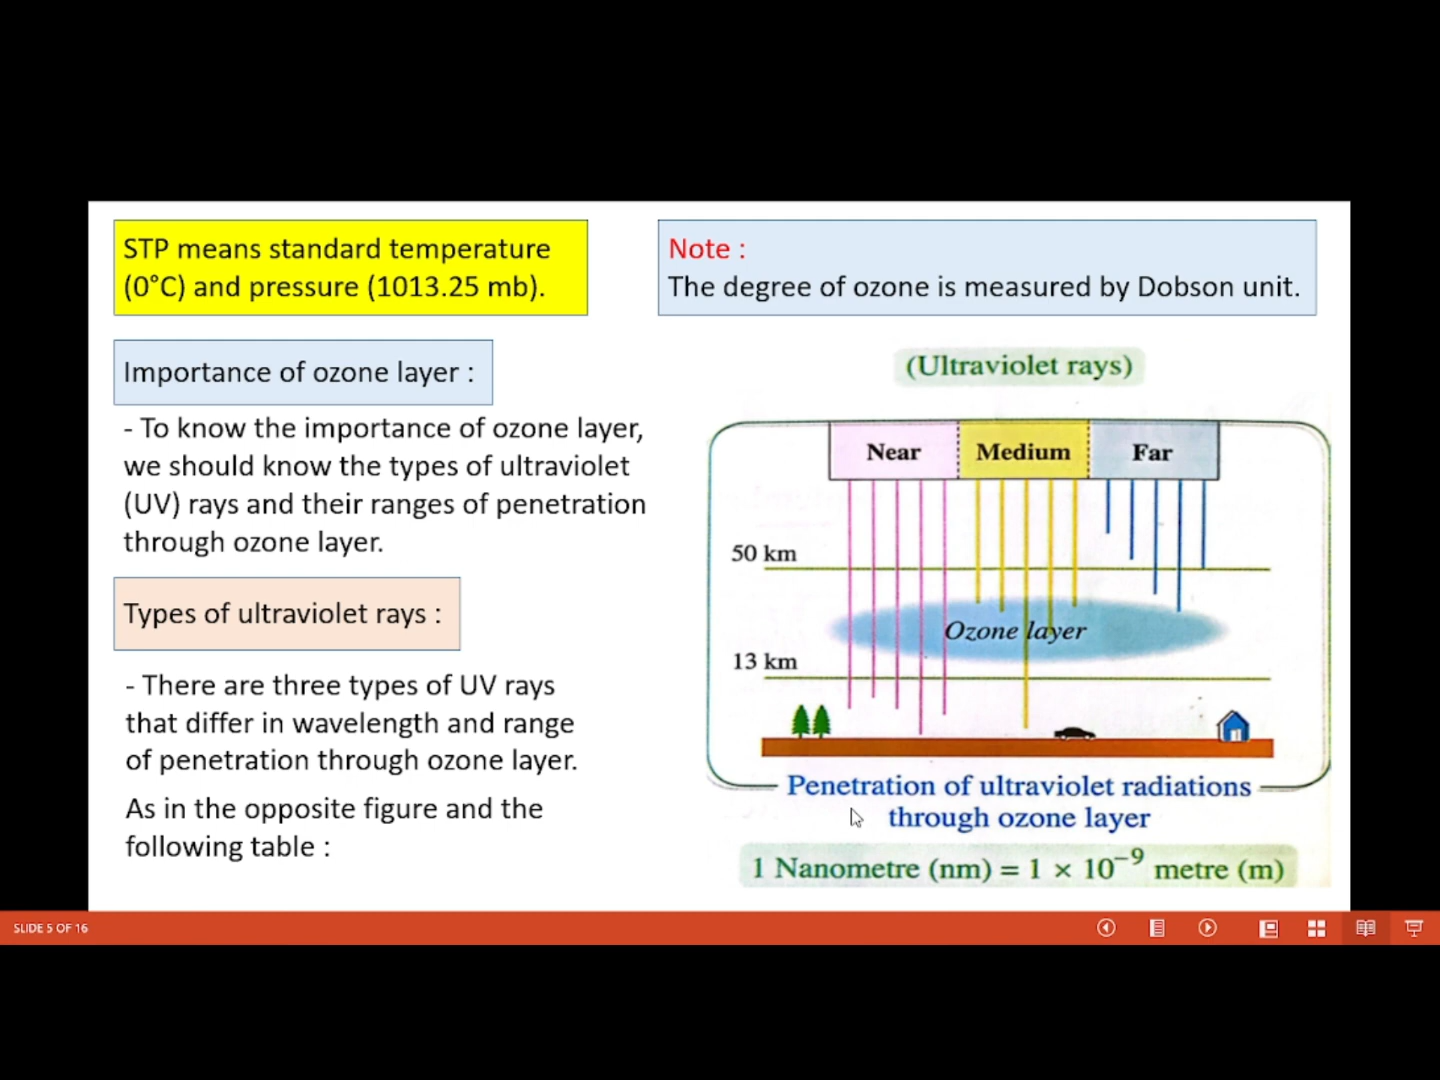 STP means standard temperature
(0°C) and pressure (1013.25 mb).
Note :
The degree of ozone is measured by Dobson unit.
Importance of ozone layer :
- To know the importance of ozone layer,
we should know the types of ultraviolet
(UV) rays and their ranges of penetration
through ozone layer.
Types of ultraviolet rays :
- There are three types of UV rays
that differ in wavelength and range
of penetration through ozone layer.
As in the opposite figure and the
following table :
(Ultraviolet rays)
Near Medium Far
50 km
Ozone layer
13 km
Penetration of ultraviolet radiations
through ozone layer
1 Nanometre (nm) = 1 × 10⁻⁹ metre (m)
SLIDE 5 OF 16